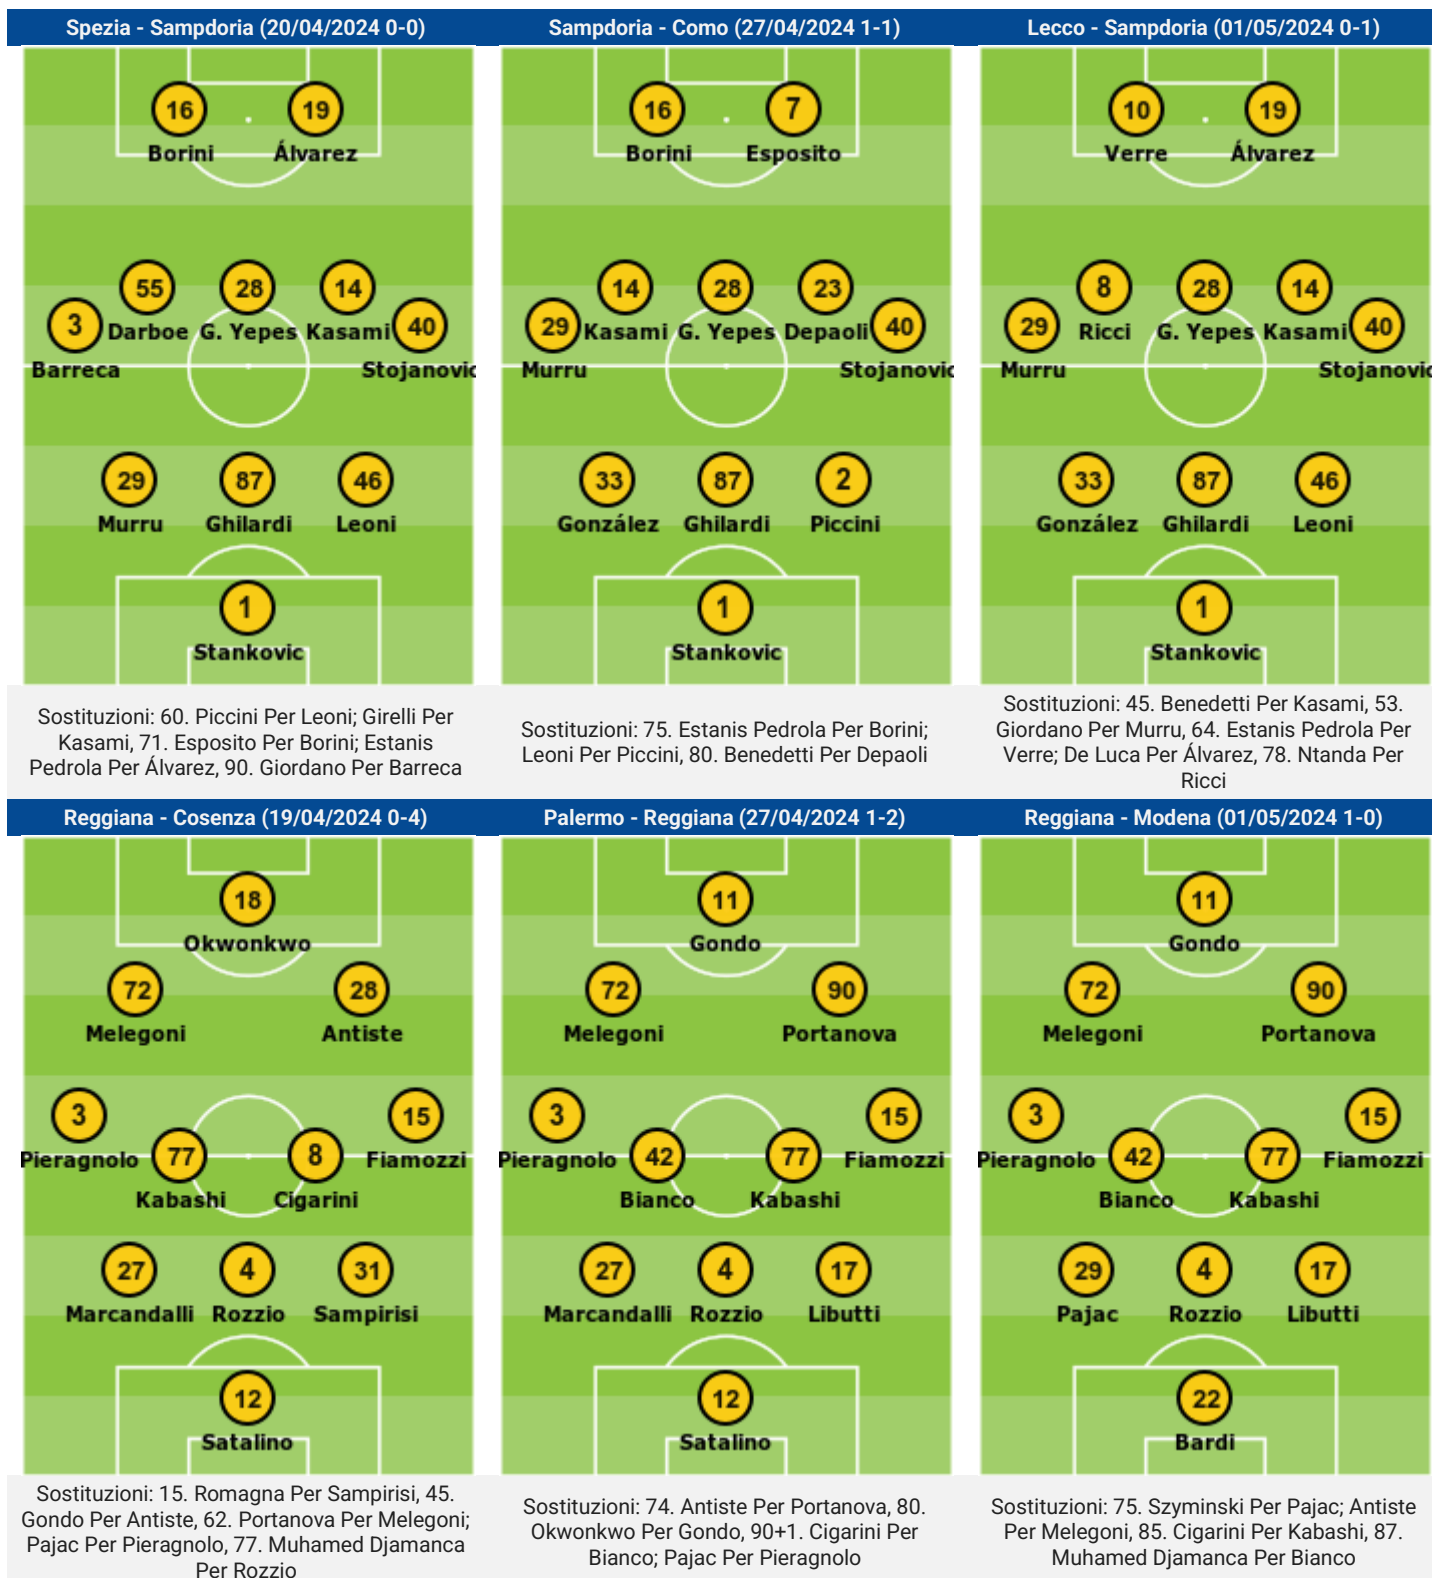 Spezia - Sampdoria (20/04/2024 0-0)
16 19
Borini Álvarez
55 28 14
3 Darboe G. Yepes Kasami 40
Barreca Stojanovic
29 87 46
Murru Ghilardi Leoni
1
Stankovic
Sostituzioni: 60. Piccini Per Leoni; Girelli Per
Kasami, 71. Esposito Per Borini; Estanis
Pedrola Per Álvarez, 90. Giordano Per Barreca
Sampdoria - Como (27/04/2024 1-1)
16 7
Borini Esposito
14 28 23
29 Kasami G. Yepes Depaoli 40
Murru Stojanovic
33 87 2
González Ghilardi Piccini
1
Stankovic
Sostituzioni: 75. Estanis Pedrola Per Borini;
Leoni Per Piccini, 80. Benedetti Per Depaoli
Lecco - Sampdoria (01/05/2024 0-1)
10 19
Verre Álvarez
8 28 14
29 Ricci G. Yepes Kasami 40
Murru Stojanovic
33 87 46
González Ghilardi Leoni
1
Stankovic
Sostituzioni: 45. Benedetti Per Kasami, 53.
Giordano Per Murru, 64. Estanis Pedrola Per
Verre; De Luca Per Álvarez, 78. Ntanda Per
Ricci
Reggiana - Cosenza (19/04/2024 0-4)
18
Okwonkwo
72 28
Melegoni Antiste
3 15
Pieragnolo 77 8 Fiamozzi
Kabashi Cigarini
27 4 31
Marcandalli Rozzio Sampirisi
12
Satalino
Sostituzioni: 15. Romagna Per Sampirisi, 45.
Gondo Per Antiste, 62. Portanova Per Melegoni;
Pajac Per Pieragnolo, 77. Muhamed Djamanca
Per Rozzio
Palermo - Reggiana (27/04/2024 1-2)
11
Gondo
72 90
Melegoni Portanova
3 15
Pieragnolo 42 77 Fiamozzi
Bianco Kabashi
27 4 17
Marcandalli Rozzio Libutti
12
Satalino
Sostituzioni: 74. Antiste Per Portanova, 80.
Okwonkwo Per Gondo, 90+1. Cigarini Per
Bianco; Pajac Per Pieragnolo
Reggiana - Modena (01/05/2024 1-0)
11
Gondo
72 90
Melegoni Portanova
3 15
Pieragnolo 42 77 Fiamozzi
Bianco Kabashi
29 4 17
Pajac Rozzio Libutti
22
Bardi
Sostituzioni: 75. Szyminski Per Pajac; Antiste
Per Melegoni, 85. Cigarini Per Kabashi, 87.
Muhamed Djamanca Per Bianco